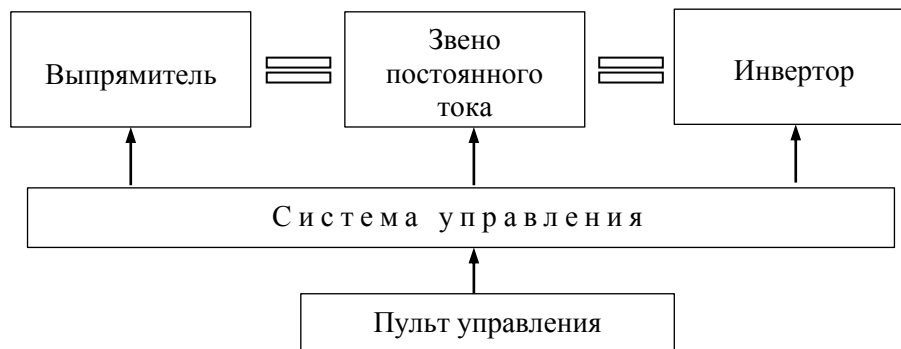 Выпрямитель
Звено
постоянного
тока
Инвертор
Система управления
Пульт управления